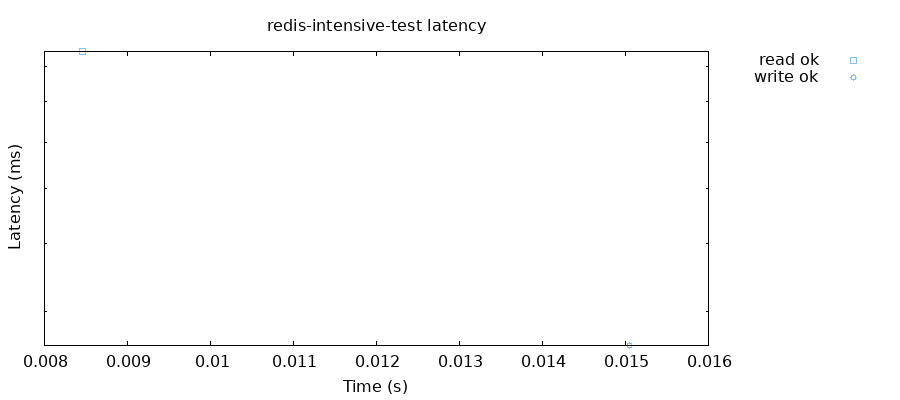 redis-intensive-test latency
read ok
write ok
Latency (ms)
0.008 0.009 0.01 0.011 0.012 0.013 0.014 0.015 0.016
Time (s)